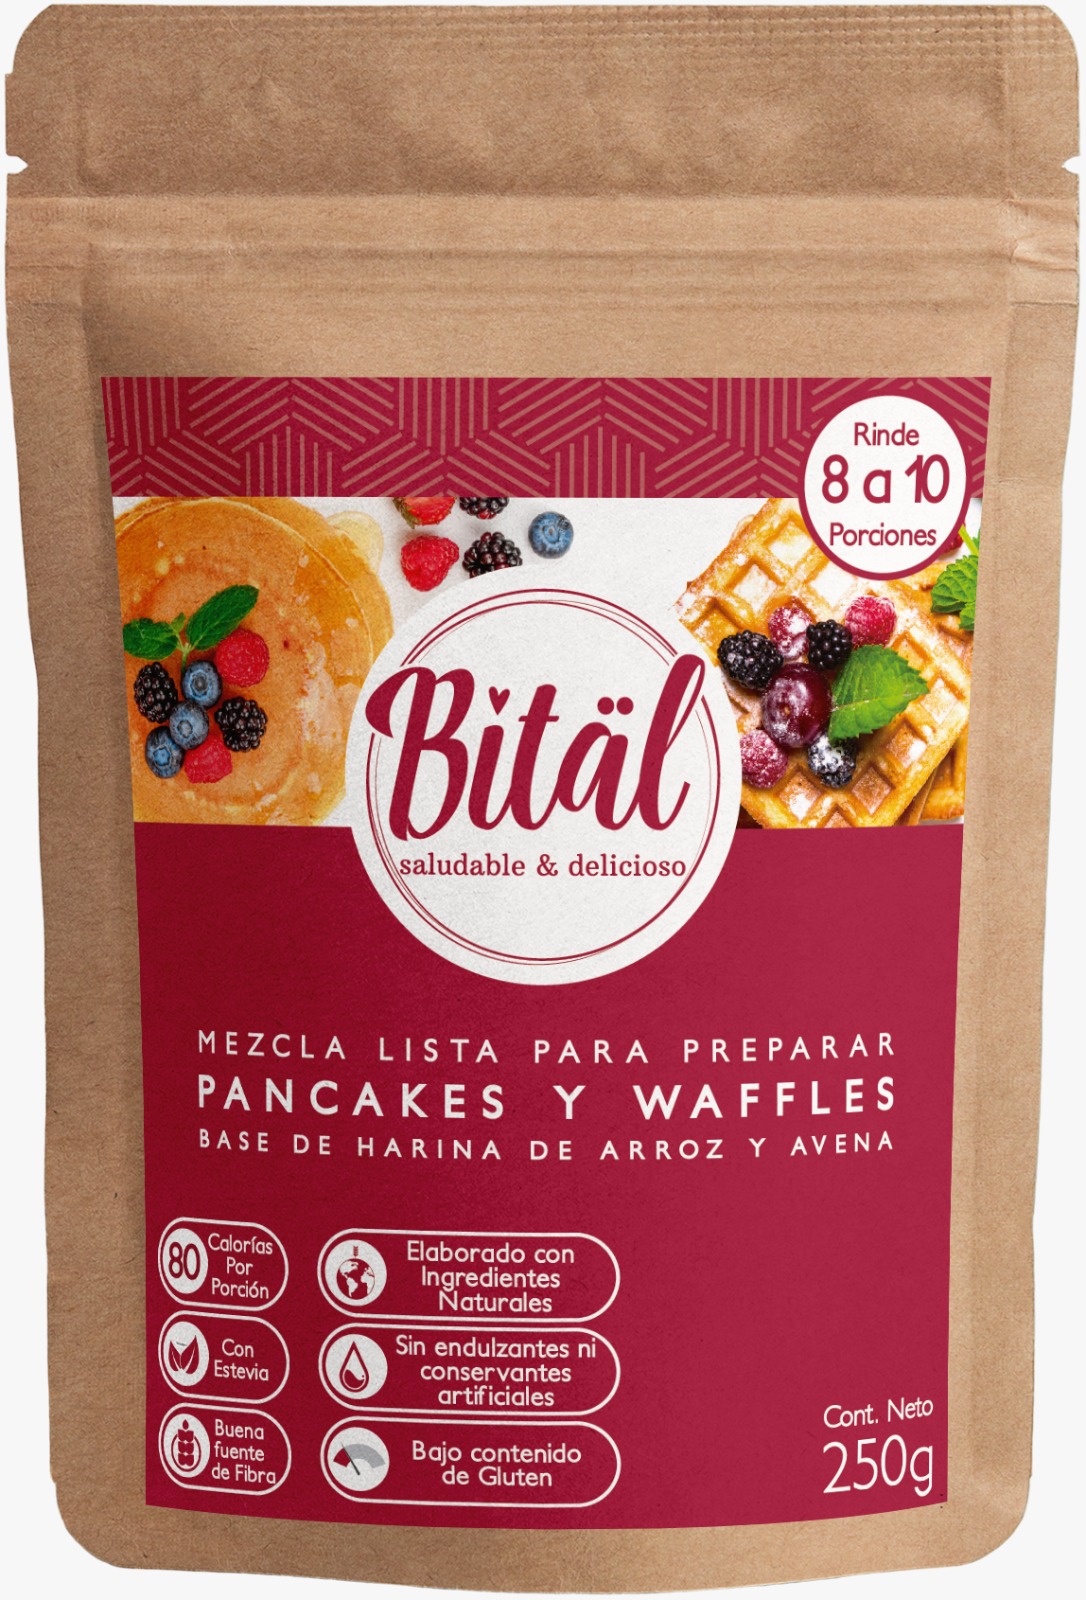 Rinde
8 a 10
Porciones
Bitäl
saludable & delicioso
MEZCLA LISTA PARA PREPARAR
PANCAKES Y WAFFLES
BASE DE HARINA DE ARROZ Y AVENA
80 Calorías
Por
Porción
Con
Estevia
Buena
fuente
de Fibra
Elaborado con
Ingredientes
Naturales
Sin endulzantes ni
conservantes
artificiales
Bajo contenido
de Gluten
Cont. Neto
250g